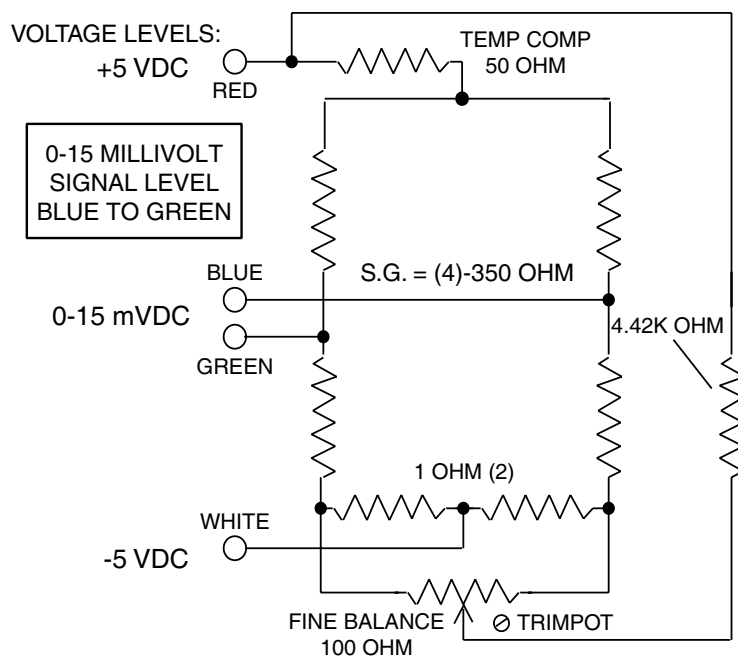 VOLTAGE LEVELS:
+5 VDC
RED
TEMP COMP
50 OHM
0-15 MILLIVOLT
SIGNAL LEVEL
BLUE TO GREEN
BLUE
S.G. = (4)-350 OHM
0-15 mVDC
4.42K OHM
GREEN
1 OHM (2)
WHITE
-5 VDC
FINE BALANCE
100 OHM
TRIMPOT